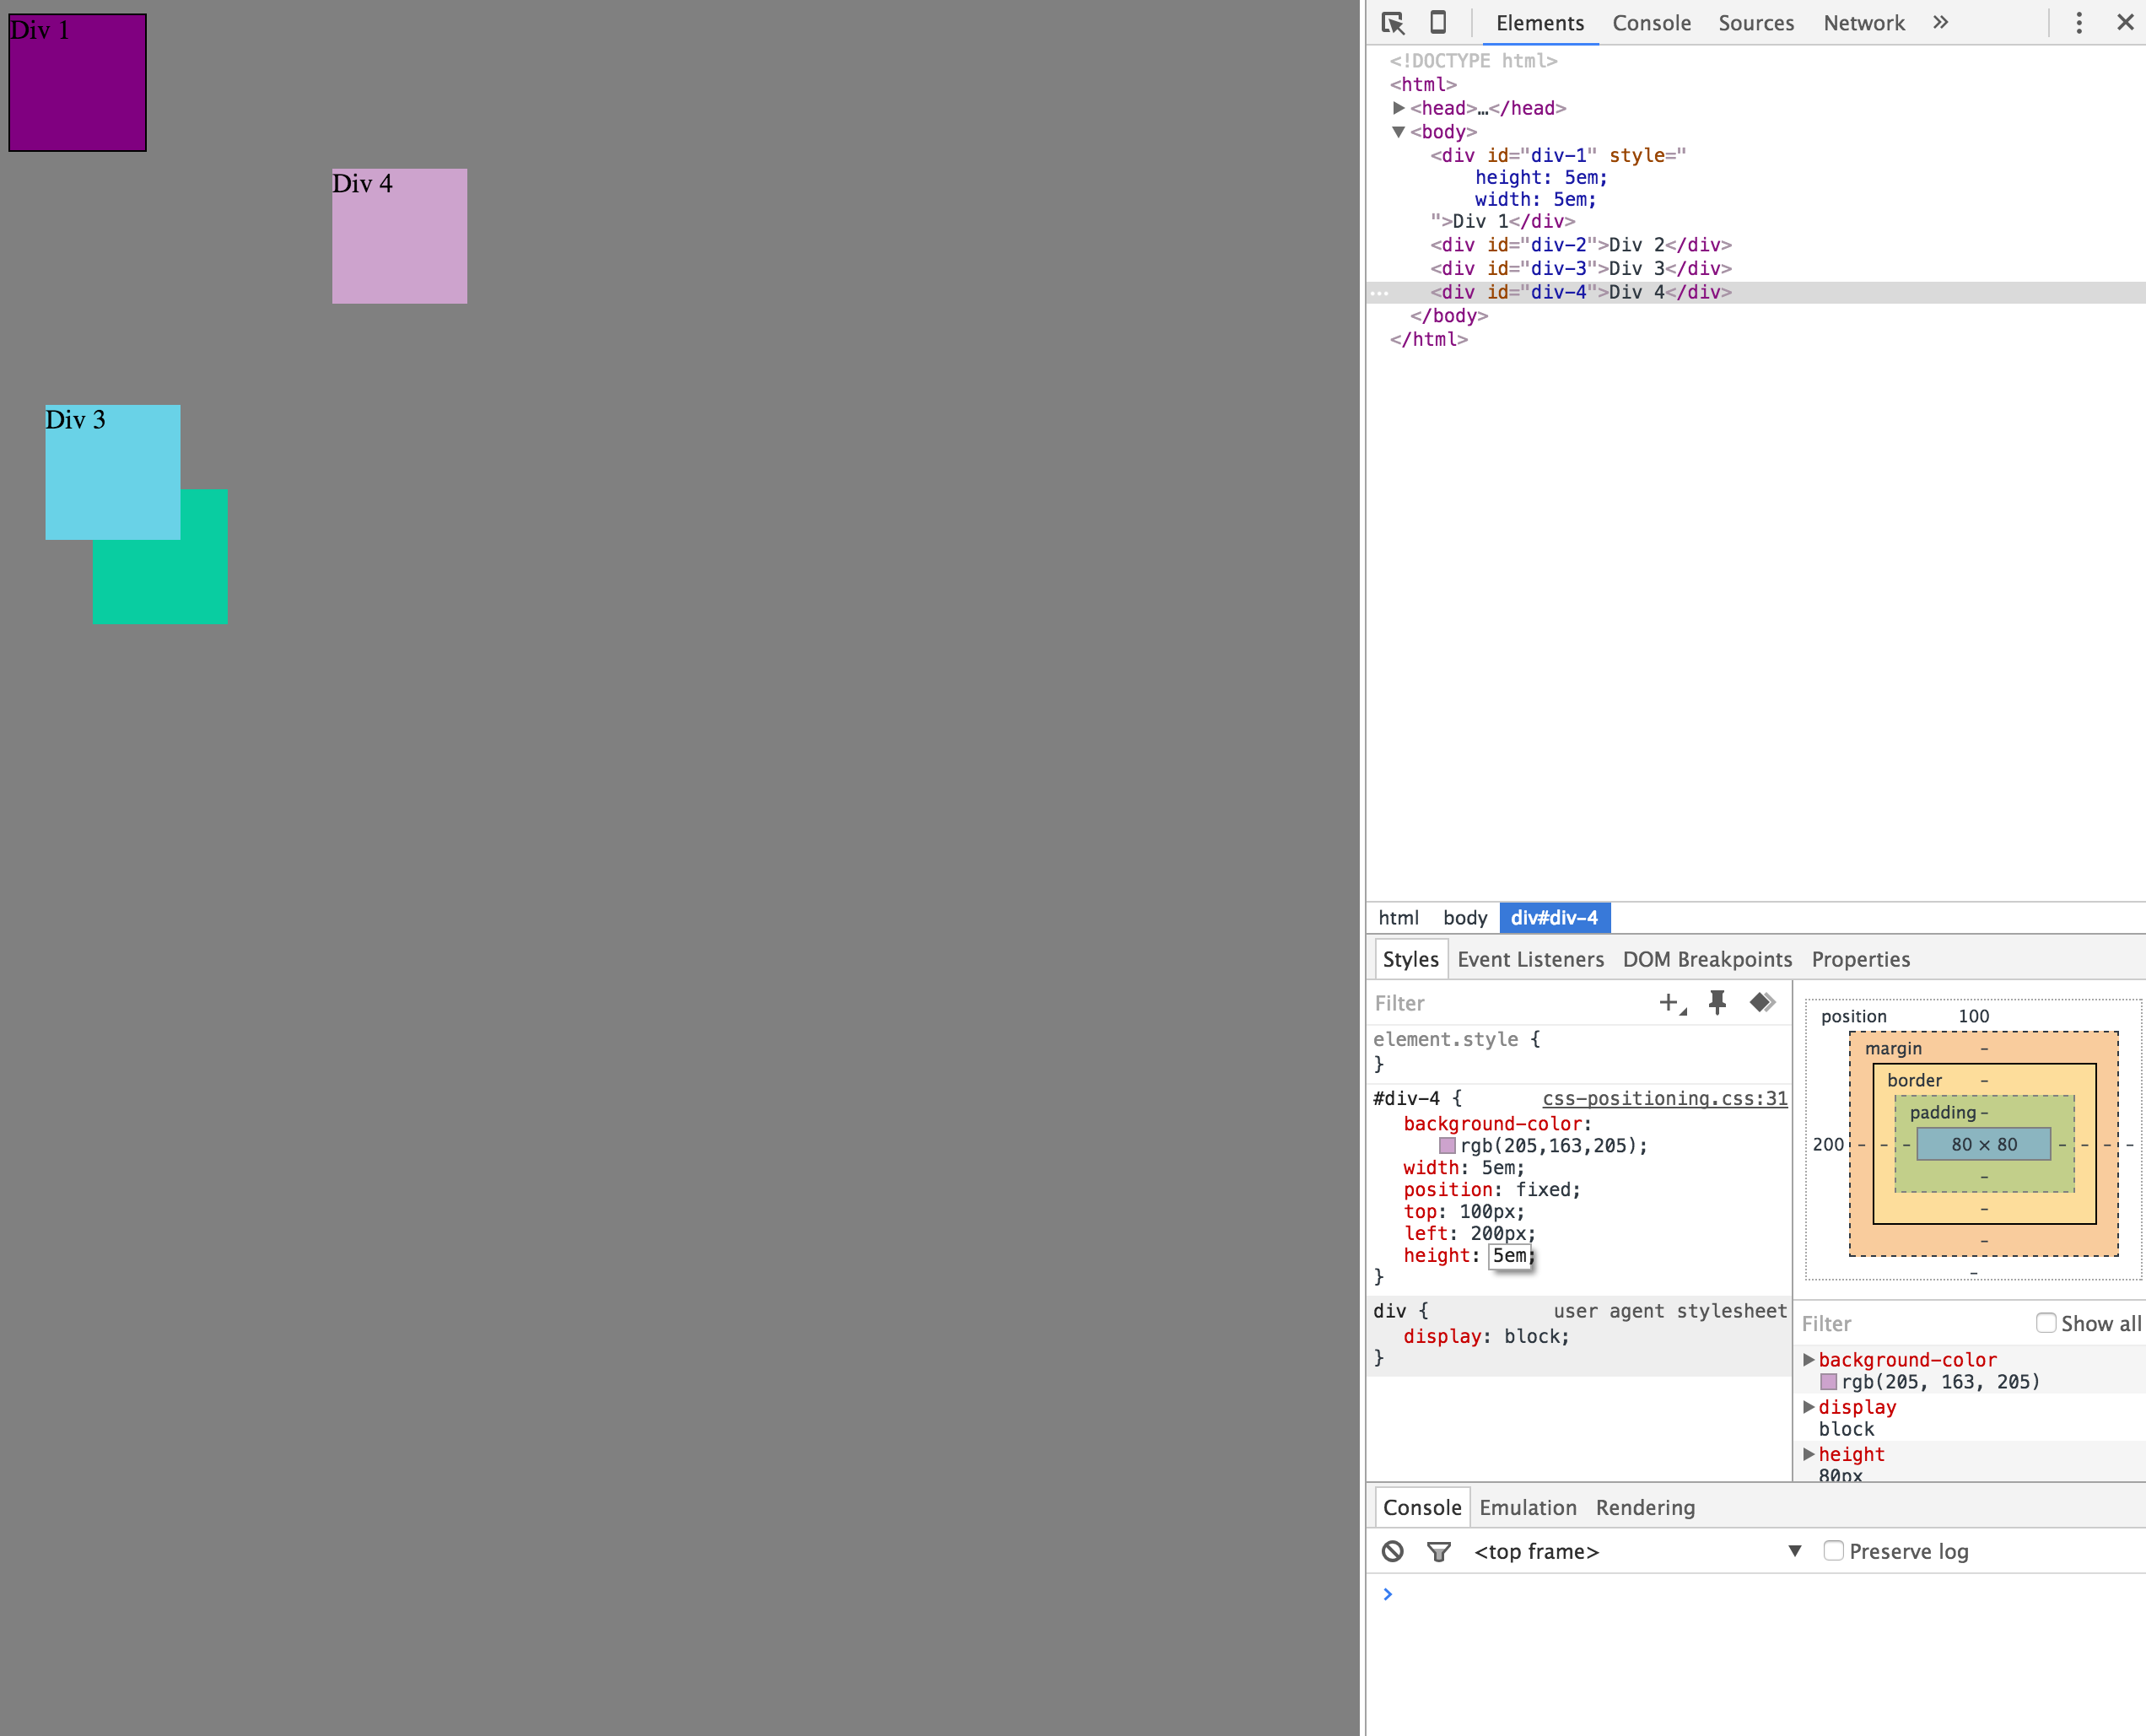 Div 1
Div 4
Div 3
Elements Console Sources Network »
<!DOCTYPE html>
<html>
<head>…</head>
<body>
<div id="div-1" style="
height: 5em;
width: 5em;
">Div 1</div>
<div id="div-2">Div 2</div>
<div id="div-3">Div 3</div>
<div id="div-4">Div 4</div>
</body>
</html>
html body div#div-4
Styles Event Listeners DOM Breakpoints Properties
Filter
element.style {
}
#div-4 { css-positioning.css:31
background-color:
rgb(205,163,205);
width: 5em;
position: fixed;
top: 100px;
left: 200px;
height: 5em;
}
div { user agent stylesheet
display: block;
}
position 100
margin –
border –
padding –
200 – – – 80 × 80 – – – –
–
–
–
–
Filter Show all
background-color
rgb(205, 163, 205)
display
block
height
80px
Console Emulation Rendering
<top frame> Preserve log
>